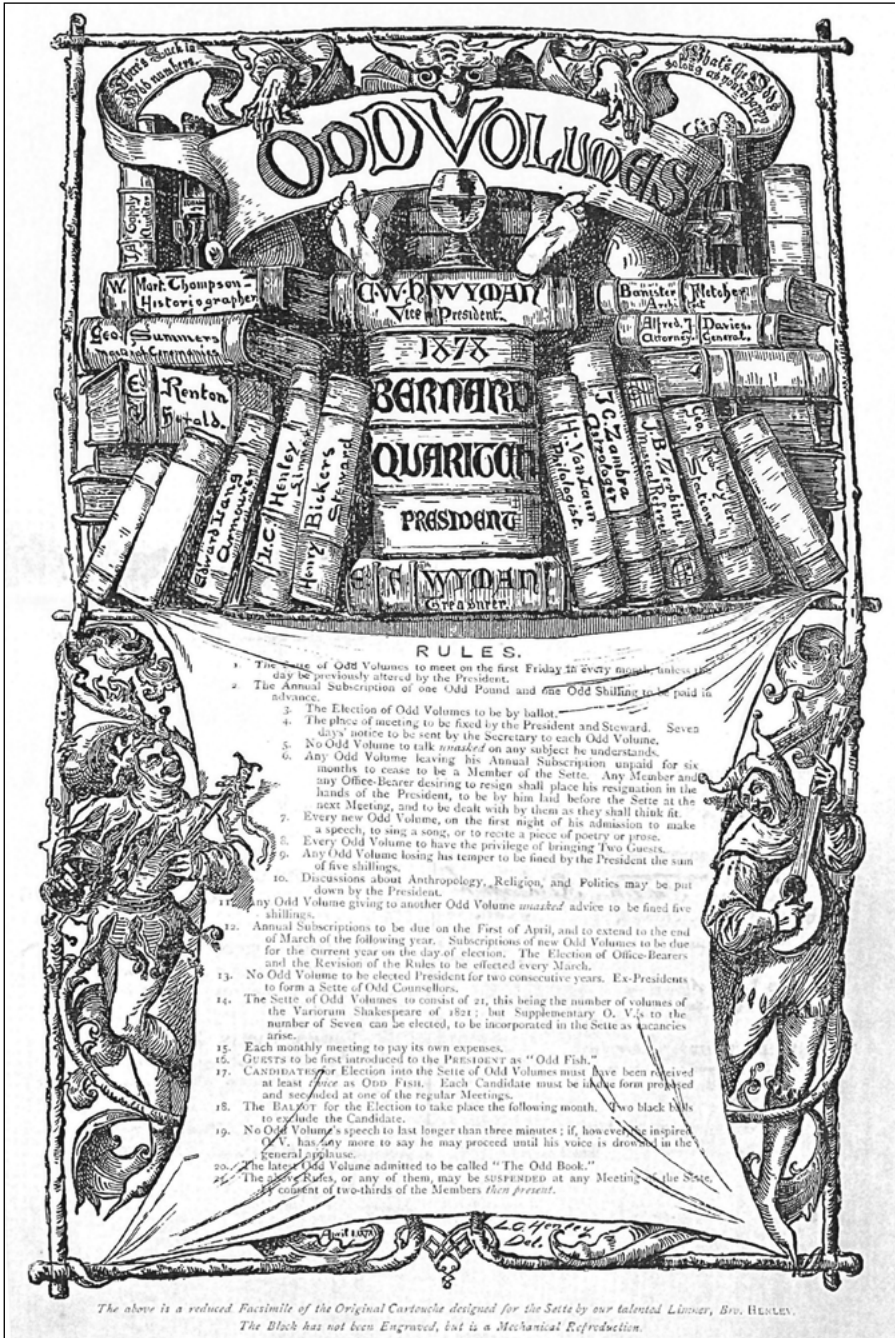 There's Luck in
Odd numbers.
What's the Odds
so long as you're happy?
ODD VOLUMES
W. Mort. Thompson
Historiographer
Geo. Summers
E. Renton
Herald.
Edward Lang
Armourer
L.C. Henley
Limner
Henry Bickers
Steward
C.W.H. WYMAN
Vice President.
1878
BERNARD
QUARITCH
PRESIDENT
E F WYMAN
Treasurer.
Banister Fletcher
Architect
Alfred. J. Davies.
Attorney. General.
H. Van Laun
Philologist.
J.C. Zambra
Astrologer
J.B. Zerbini
Musical Referee
Geo.
RULES.
1. The Sette of Odd Volumes to meet on the first Friday in every month, unless the
day be previously altered by the President.
2. The Annual Subscription of one Odd Pound and one Odd Shilling to be paid in
advance.
3. The Election of Odd Volumes to be by ballot.
4. The place of meeting to be fixed by the President and Steward. Seven
days' notice to be sent by the Secretary to each Odd Volume.
5. No Odd Volume to talk unasked on any subject he understands.
6. Any Odd Volume leaving his Annual Subscription unpaid for six
months to cease to be a Member of the Sette. Any Member and
any Office-Bearer desiring to resign shall place his resignation in the
hands of the President, to be by him laid before the Sette at the
next Meeting, and to be dealt with by them as they shall think fit.
7. Every new Odd Volume, on the first night of his admission to make
a speech, to sing a song, or to recite a piece of poetry or prose.
8. Every Odd Volume to have the privilege of bringing Two Guests.
9. Any Odd Volume losing his temper to be fined by the President the sum
of five shillings.
10. Discussions about Anthropology, Religion, and Politics may be put
down by the President.
11. Any Odd Volume giving to another Odd Volume unasked advice to be fined five
shillings.
12. Annual Subscriptions to be due on the First of April, and to extend to the end
of March of the following year. Subscriptions of new Odd Volumes to be due
for the current year on the day of election. The Election of Office-Bearers
and the Revision of the Rules to be effected every March.
13. No Odd Volume to be elected President for two consecutive years. Ex-Presidents
to form a Sette of Odd Counsellors.
14. The Sette of Odd Volumes to consist of 21, this being the number of volumes of
the Variorum Shakespeare of 1821; but Supplementary O. V.'s to the
number of Seven can be elected, to be incorporated in the Sette as vacancies
arise.
15. Each monthly meeting to pay its own expenses.
16. GUESTS to be first introduced to the PRESIDENT as "Odd Fish."
17. CANDIDATES for Election into the Sette of Odd Volumes must have been received
at least twice as ODD FISH. Each Candidate must be in due form proposed
and seconded at one of the regular Meetings.
18. The BALLOT for the Election to take place the following month. Two black balls
to exclude the Candidate.
19. No Odd Volume's speech to last longer than three minutes; if, however, the inspired
O. V. has any more to say he may proceed until his voice is drowned in the
general applause.
20. The latest Odd Volume admitted to be called "The Odd Book."
21. The above Rules, or any of them, may be SUSPENDED at any Meeting of the Sette,
by consent of two-thirds of the Members then present.
L C Henley
Del.
The above is a reduced Facsimile of the Original Cartouche designed for the Sette by our talented Limner, Bro. HENLEY.
The Block has not been Engraved, but is a Mechanical Reproduction.